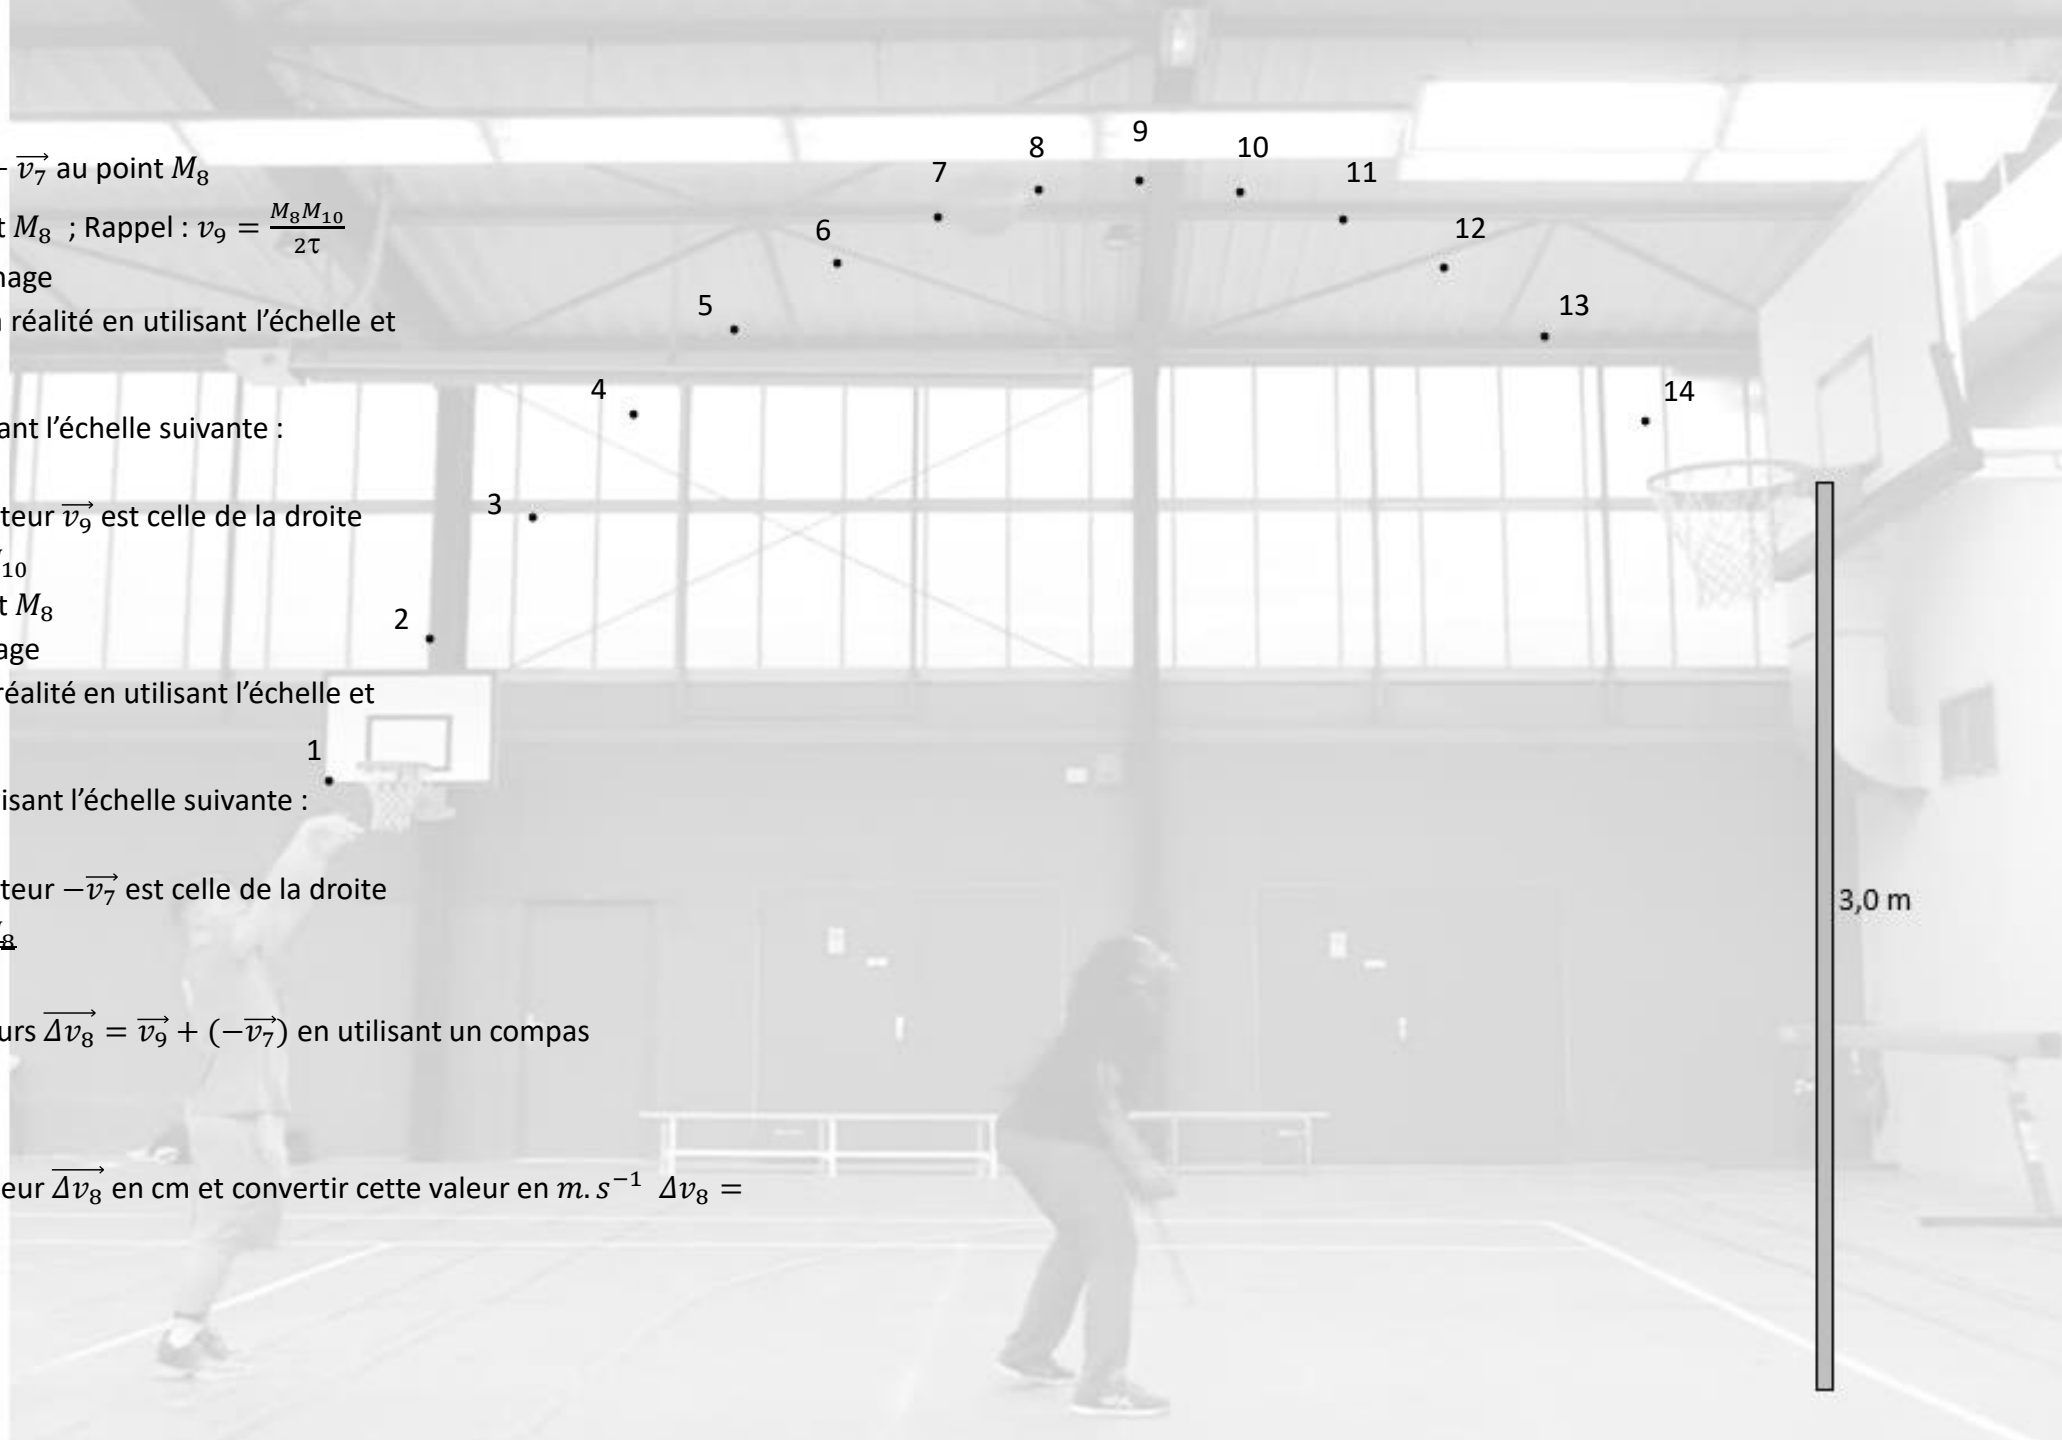 − v₇ au point M₈
t M₈ ; Rappel : v₉ = M₈M₁₀ / 2τ
nage
réalité en utilisant l’échelle et
ant l’échelle suivante :
teur v₉ est celle de la droite
10
t M₈
age
réalité en utilisant l’échelle et
isant l’échelle suivante :
teur −v₇ est celle de la droite
8
urs Δv₈ = v₉ + (−v₇) en utilisant un compas
eur Δv₈ en cm et convertir cette valeur en m.s⁻¹ Δv₈ =
1
2
3
4
5
6
7
8
9
10
11
12
13
14
3,0 m